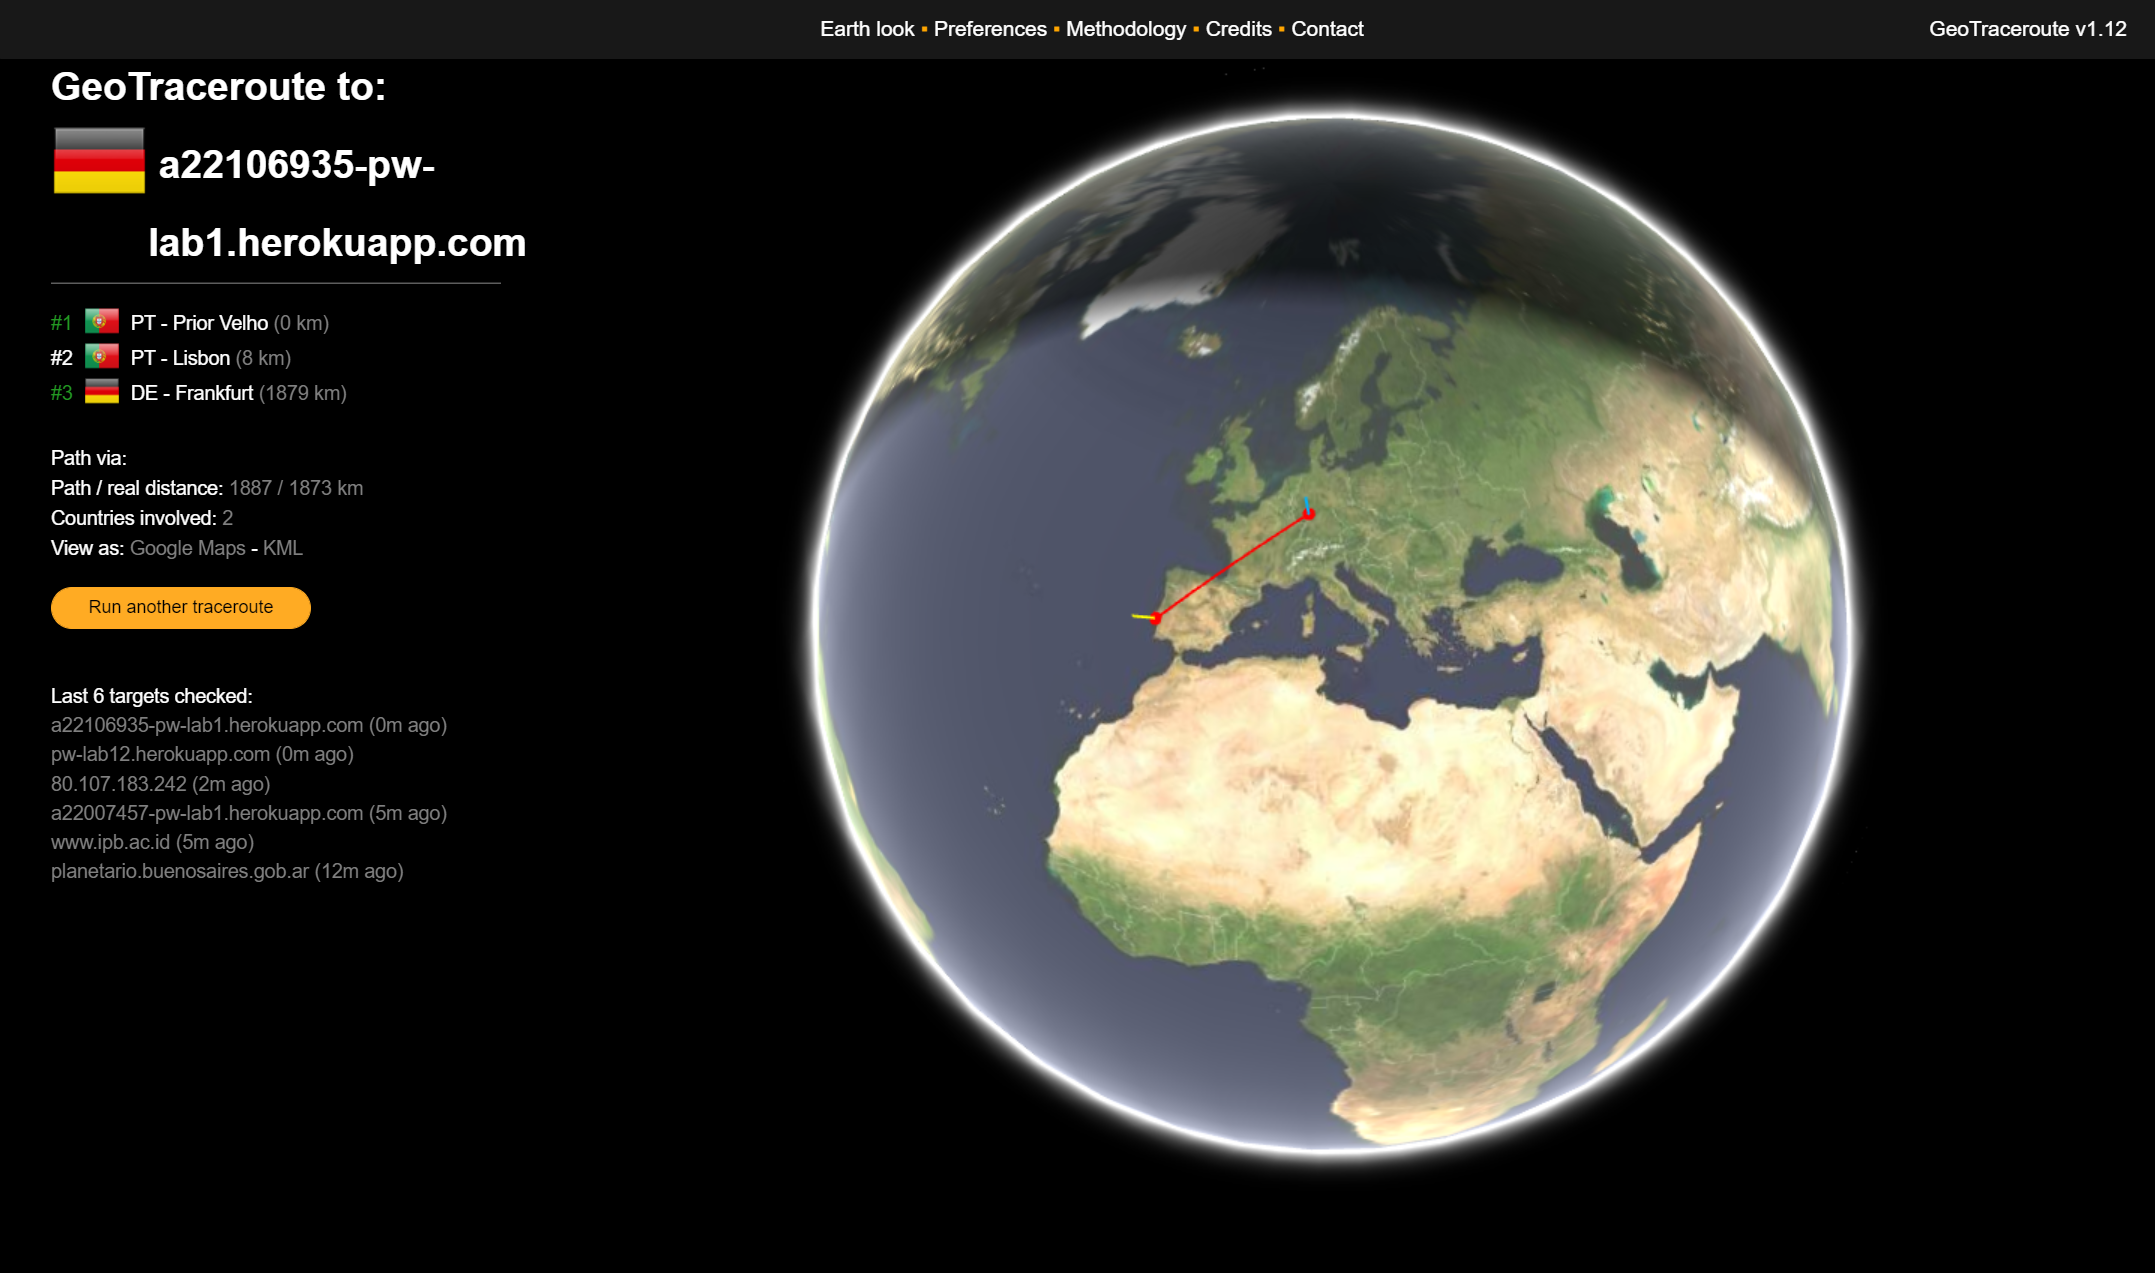 Earth look ▪ Preferences ▪ Methodology ▪ Credits ▪ Contact
GeoTraceroute v1.12
GeoTraceroute to:
a22106935-pw-
lab1.herokuapp.com
#1 PT - Prior Velho (0 km)
#2 PT - Lisbon (8 km)
#3 DE - Frankfurt (1879 km)
Path via:
Path / real distance: 1887 / 1873 km
Countries involved: 2
View as: Google Maps - KML
Run another traceroute
Last 6 targets checked:
a22106935-pw-lab1.herokuapp.com (0m ago)
pw-lab12.herokuapp.com (0m ago)
80.107.183.242 (2m ago)
a22007457-pw-lab1.herokuapp.com (5m ago)
www.ipb.ac.id (5m ago)
planetario.buenosaires.gob.ar (12m ago)